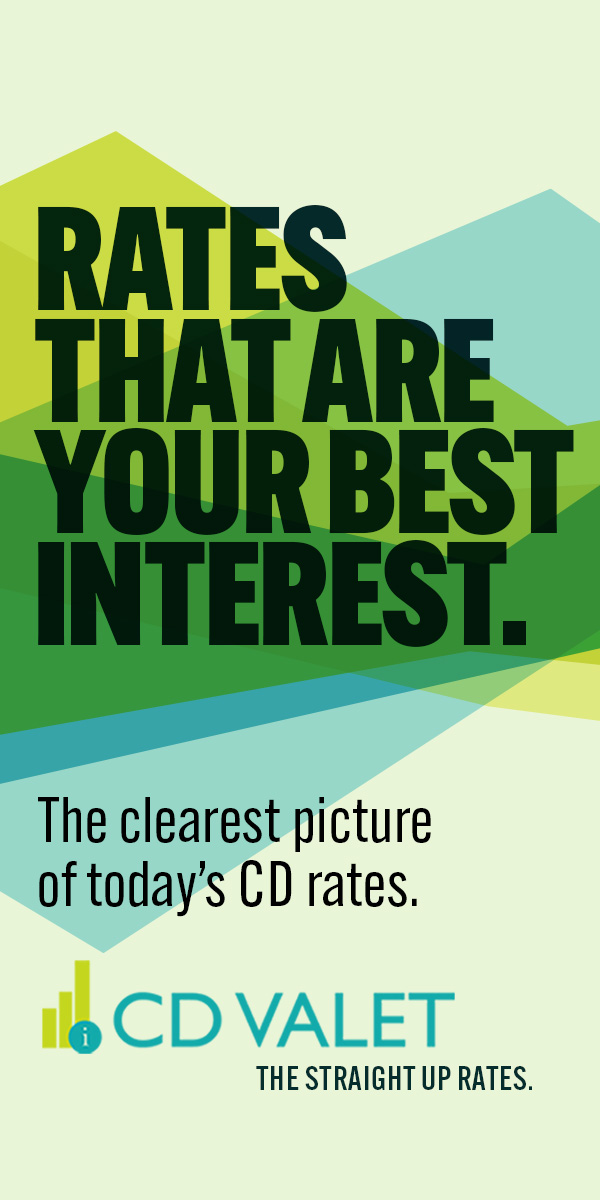 RATES
THAT ARE
YOUR BEST
INTEREST.
The clearest picture
of today’s CD rates.
i CD VALET
THE STRAIGHT UP RATES.